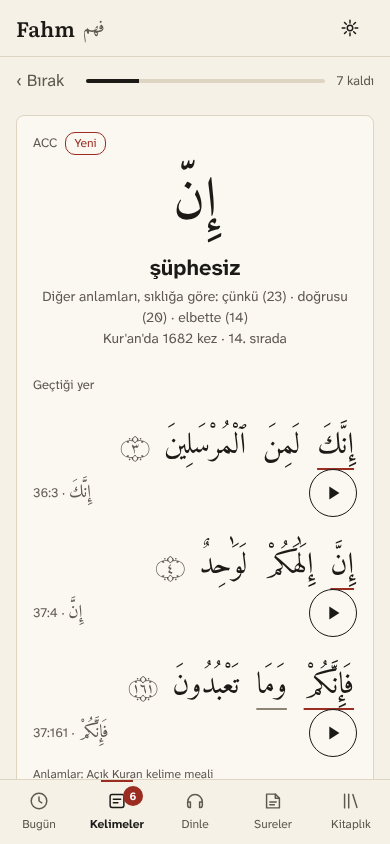 Fahm فهم
‹ Bırak 7 kaldı
ACC Yeni
إِنّ
şüphesiz
Diğer anlamları, sıklığa göre: çünkü (23) · doğrusu
(20) · elbette (14)
Kur'an'da 1682 kez · 14. sırada
Geçtiği yer
إِنَّكَ لَمِنَ ٱلْمُرْسَلِينَ ٣
36:3 · إِنَّكَ
إِنَّ إِلَٰهَكُمْ لَوَٰحِدٌ ٤
37:4 · إِنَّ
فَإِنَّكُمْ وَمَا تَعْبُدُونَ ١٦١
37:161 · فَإِنَّكُمْ
Anlamlar: Açık Kuran kelime meali
6
Bugün Kelimeler Dinle Sureler Kitaplık